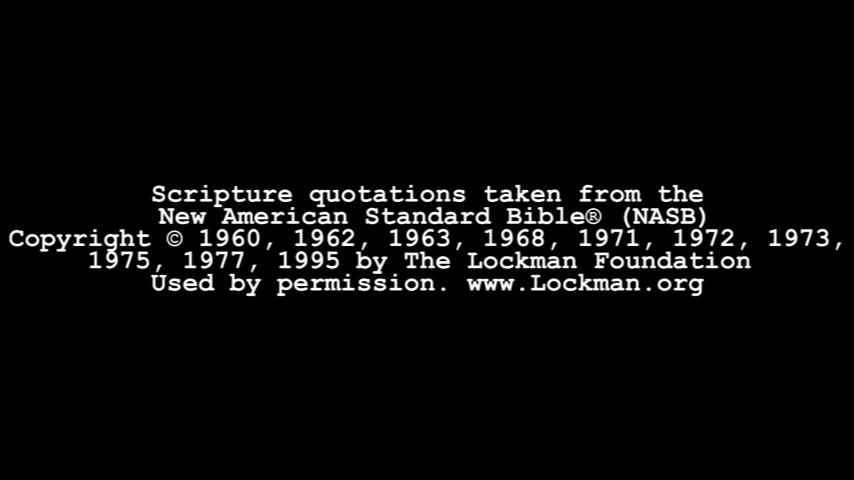 Scripture quotations taken from the
New American Standard Bible® (NASB)
Copyright © 1960, 1962, 1963, 1968, 1971, 1972, 1973,
1975, 1977, 1995 by The Lockman Foundation
Used by permission. www.Lockman.org